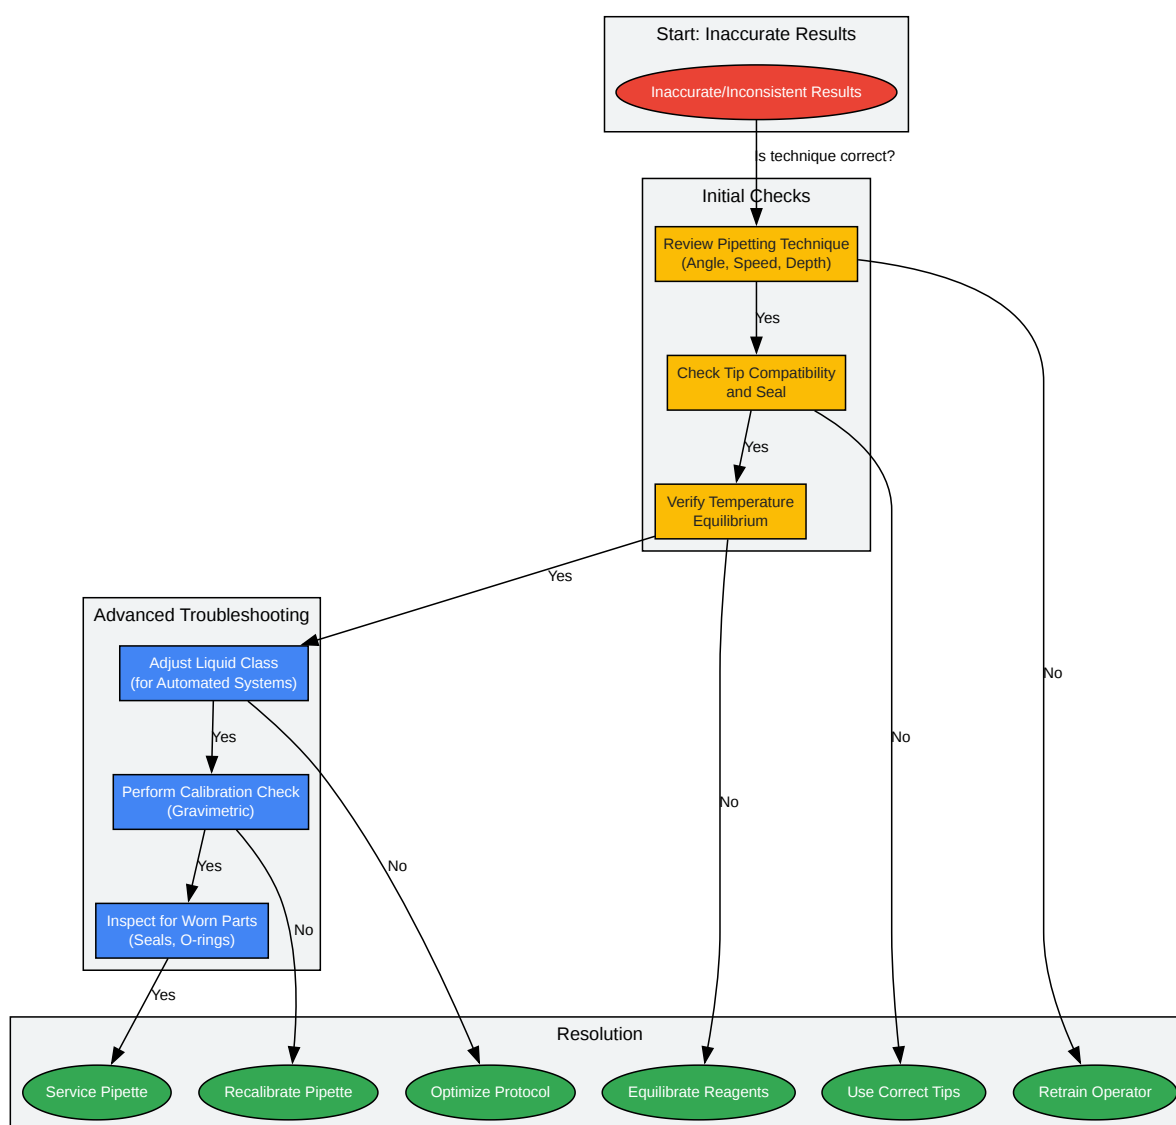 Start: Inaccurate Results
Inaccurate/Inconsistent Results
Is technique correct?
Initial Checks
Review Pipetting Technique
(Angle, Speed, Depth)
Yes
Check Tip Compatibility
and Seal
Yes
Verify Temperature
Equilibrium
Yes
Advanced Troubleshooting
Adjust Liquid Class
(for Automated Systems)
No
Yes
No
Perform Calibration Check
(Gravimetric)
No
Yes
No
Inspect for Worn Parts
(Seals, O-rings)
No
Yes
Resolution
Service Pipette
Recalibrate Pipette
Optimize Protocol
Equilibrate Reagents
Use Correct Tips
Retrain Operator